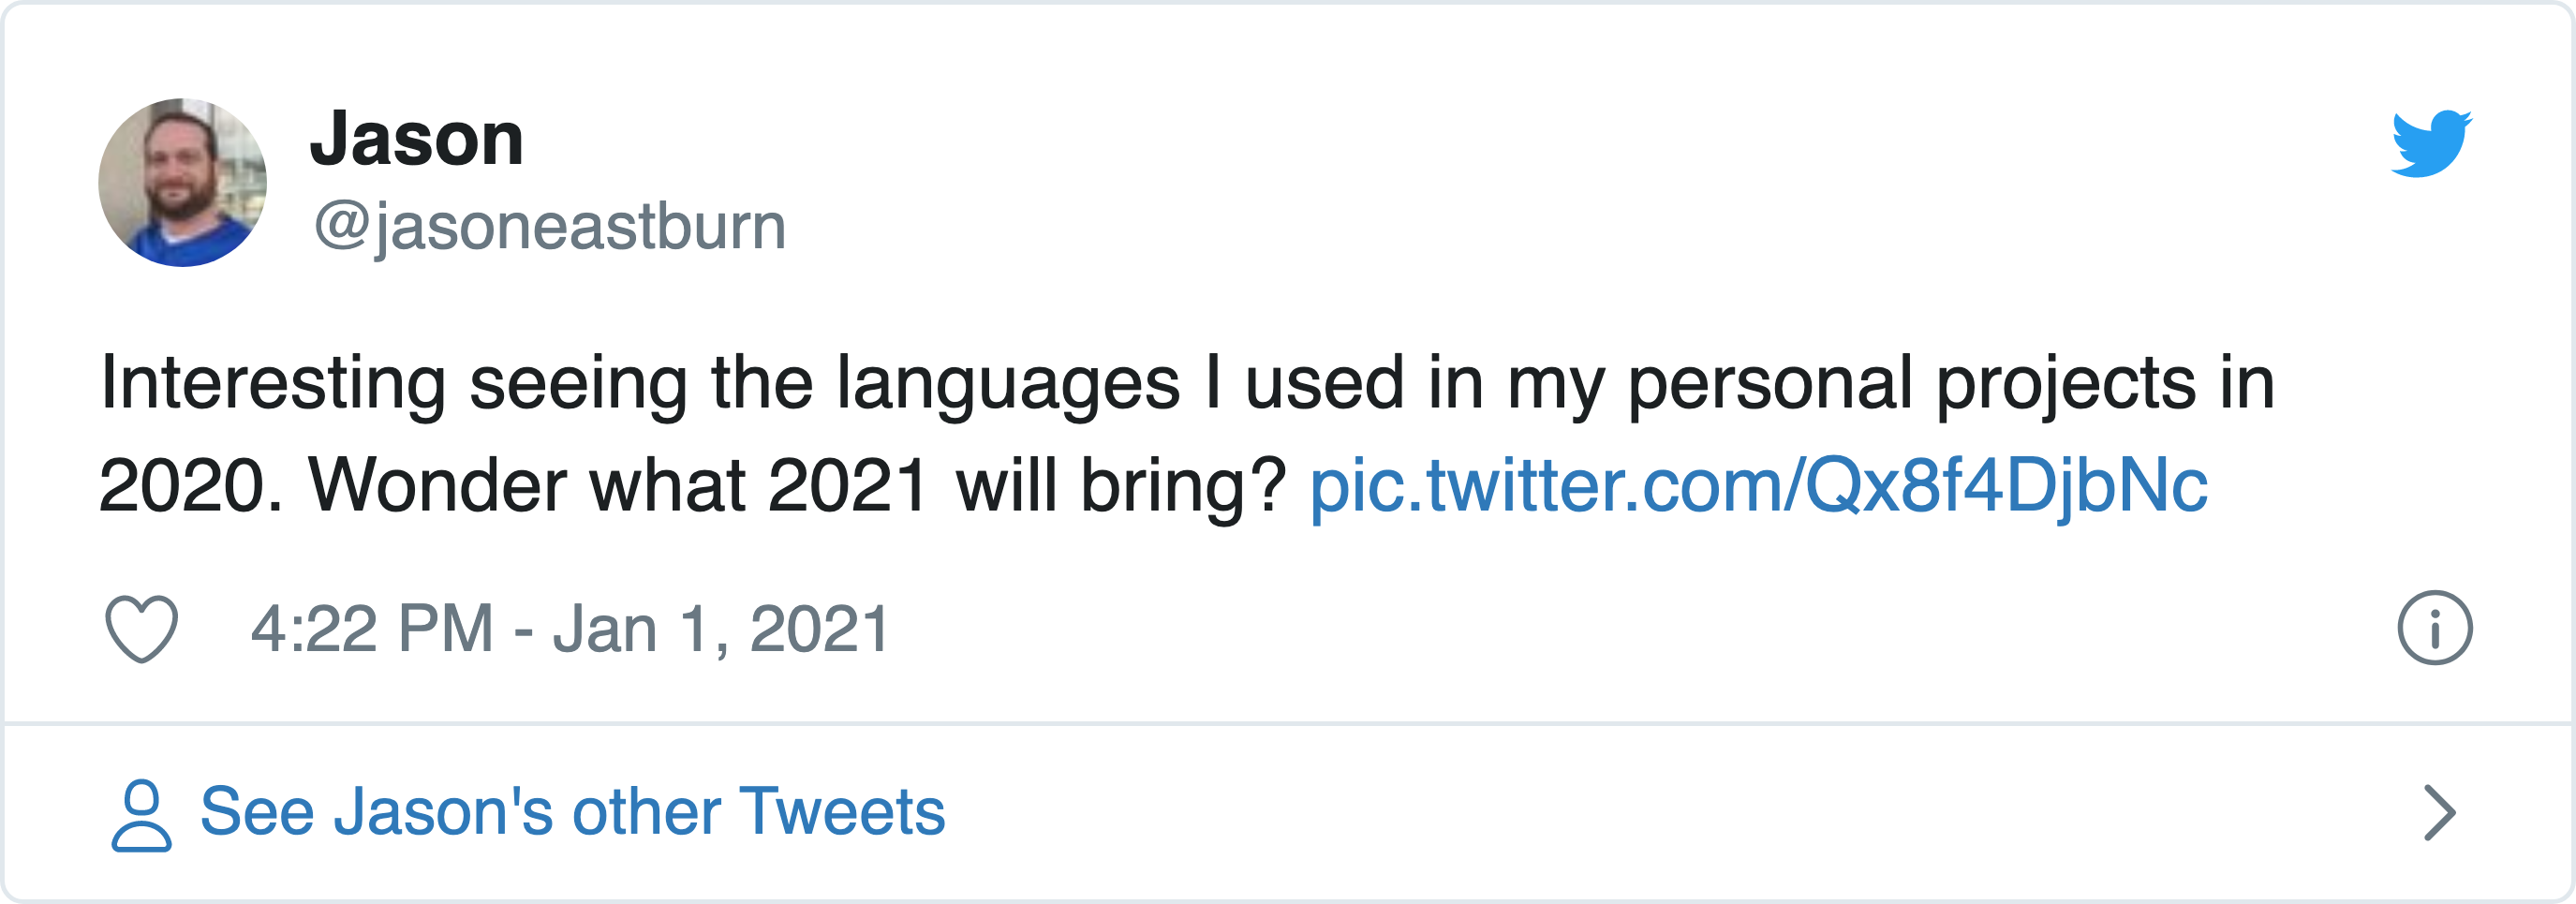 Jason
@jasoneastburn
Interesting seeing the languages I used in my personal projects in
2020. Wonder what 2021 will bring? pic.twitter.com/Qx8f4DjbNc
4:22 PM - Jan 1, 2021
See Jason's other Tweets